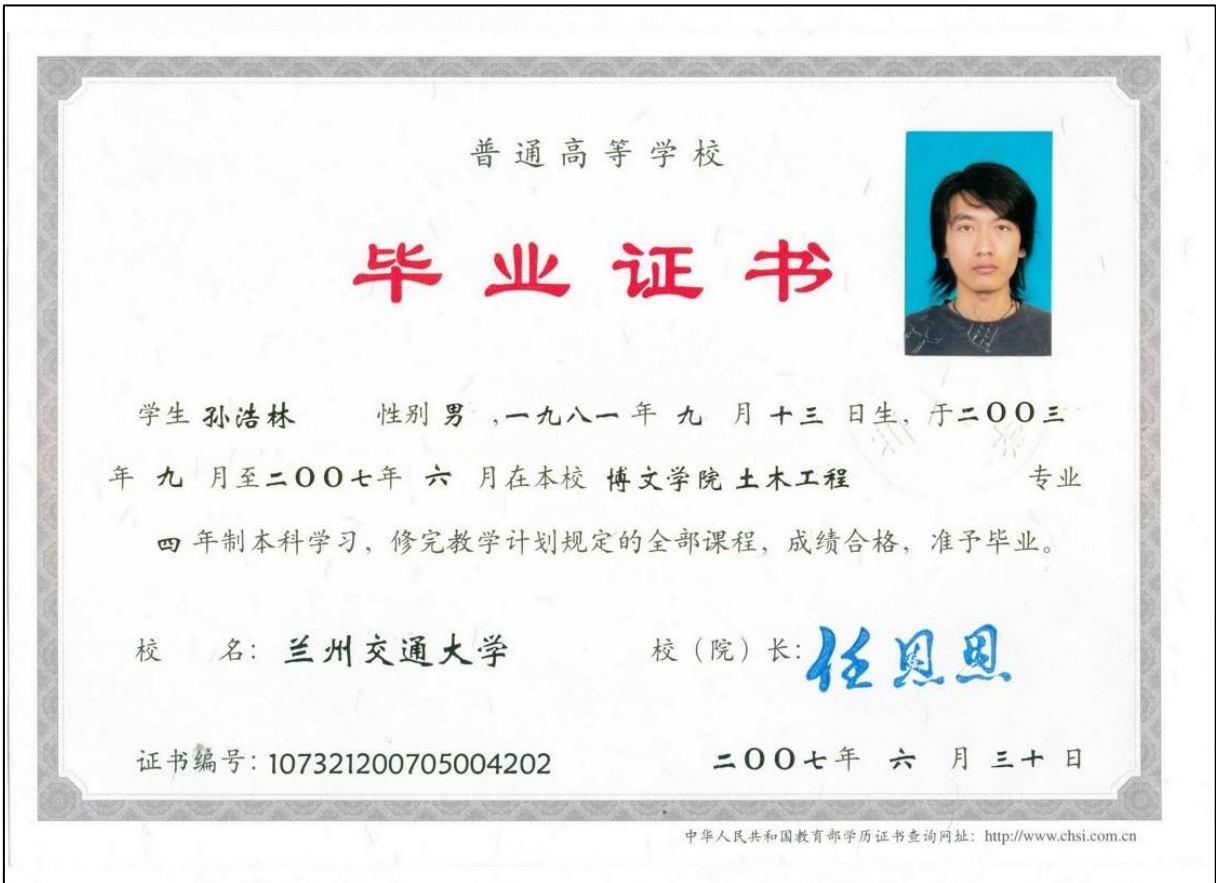 普通高等学校
毕业证书
学生 孙浩林 性别 男 ,一九八一年 九 月 十三 日生，于二〇〇三
年 九 月至二〇〇七年 六 月在本校 博文学院 土木工程 专业
四 年制本科学习，修完教学计划规定的全部课程，成绩合格，准予毕业。
校 名：兰州交通大学 校（院）长：任恩恩
证书编号：107321200705004202 二〇〇七年 六 月 三十 日
中华人民共和国教育部学历证书查询网址：http://www.chsi.com.cn